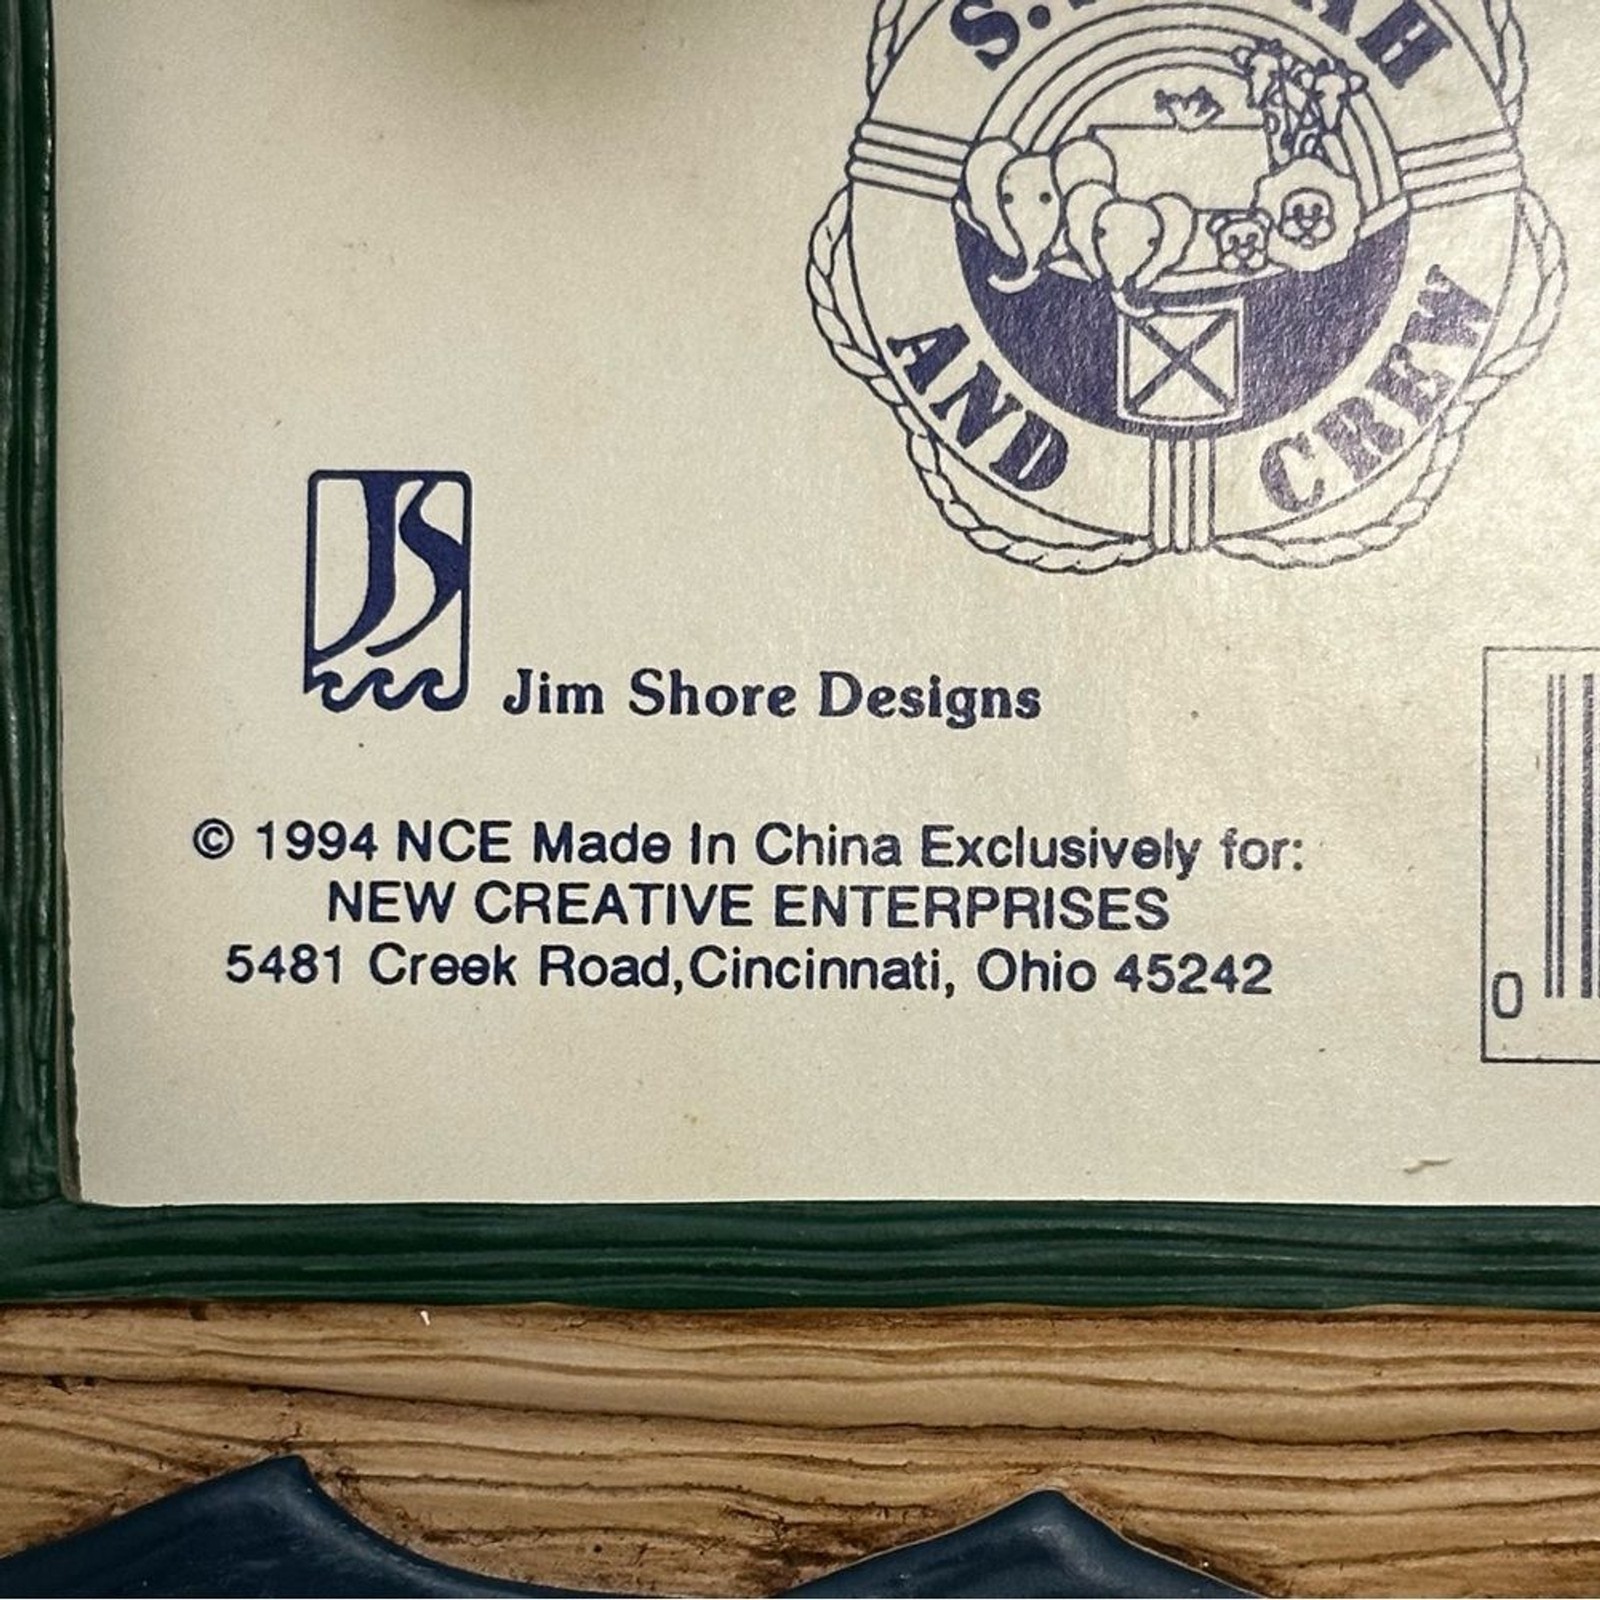 AND CREW
JS
Jim Shore Designs
© 1994 NCE Made In China Exclusively for:
NEW CREATIVE ENTERPRISES
5481 Creek Road,Cincinnati, Ohio 45242
0